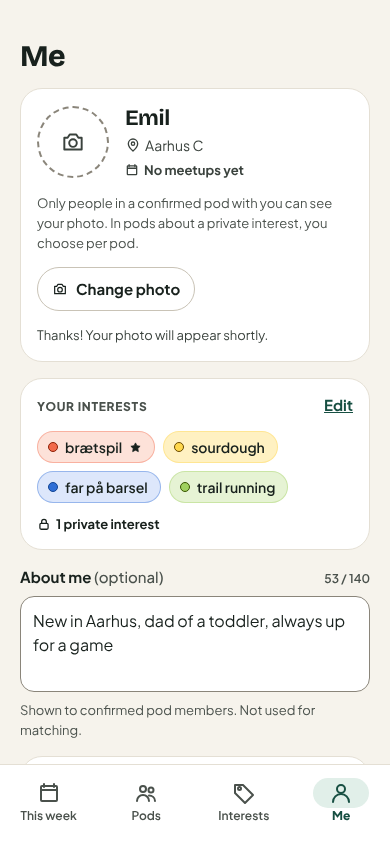 Me
Emil
Aarhus C
No meetups yet
Only people in a confirmed pod with you can see
your photo. In pods about a private interest, you
choose per pod.
Change photo
Thanks! Your photo will appear shortly.
YOUR INTERESTS
Edit
brætspil
sourdough
far på barsel
trail running
1 private interest
About me (optional)
53 / 140
New in Aarhus, dad of a toddler, always up
for a game
Shown to confirmed pod members. Not used for
matching.
This week
Pods
Interests
Me